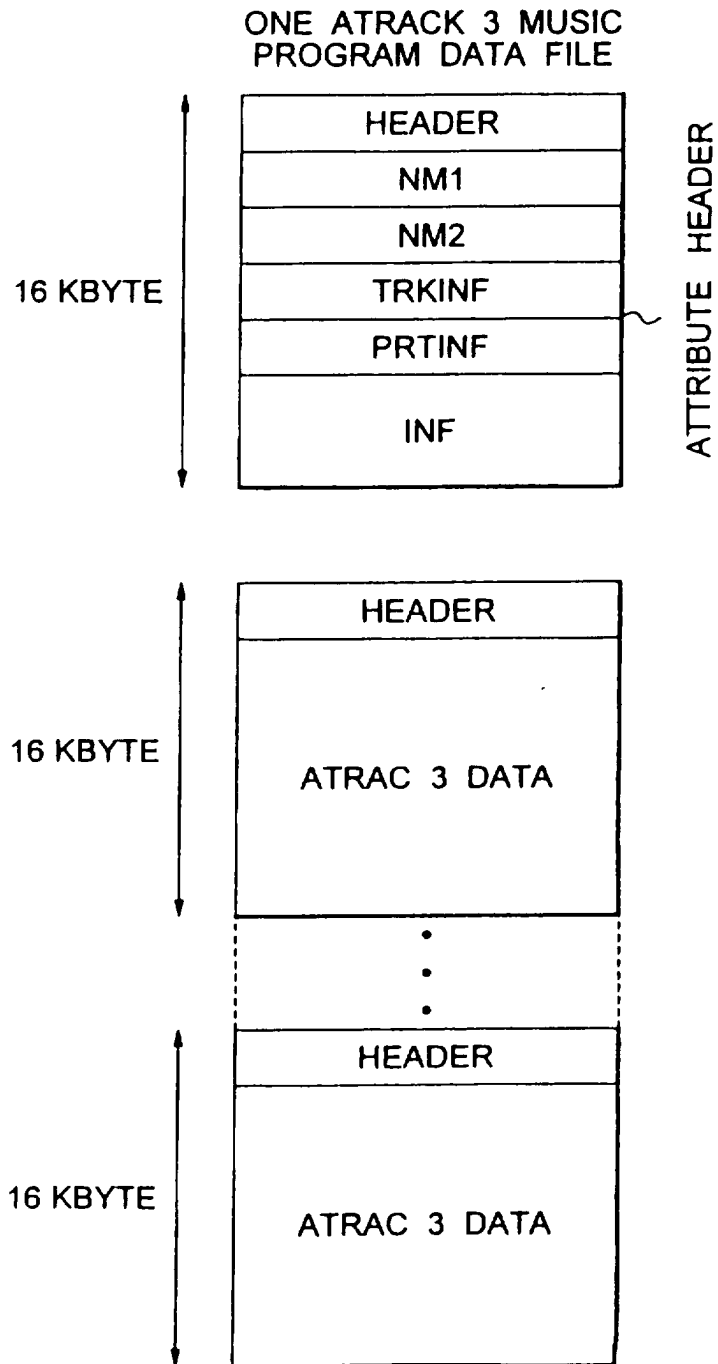 ONE ATRACK 3 MUSIC
PROGRAM DATA FILE
HEADER
NM1
NM2
16 KBYTE
TRKINF
PRTINF
INF
ATTRIBUTE HEADER
HEADER
16 KBYTE
ATRAC 3 DATA
HEADER
16 KBYTE
ATRAC 3 DATA